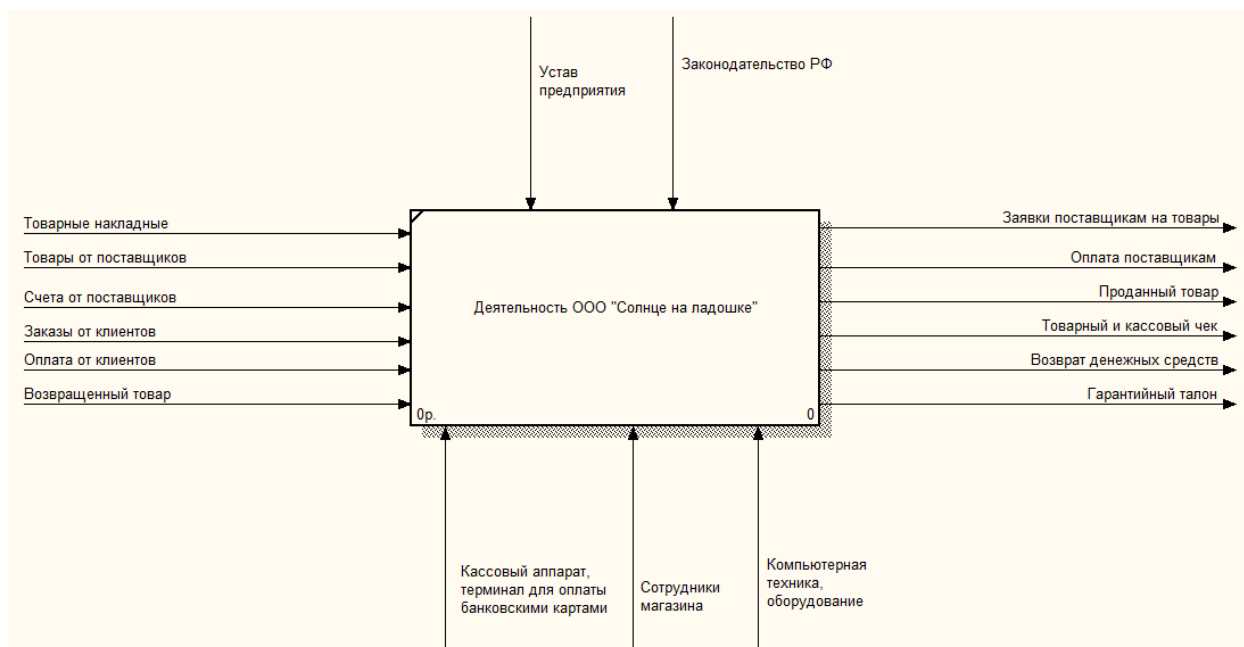 Устав
предприятия
Законодательство РФ
Товарные накладные
Товары от поставщиков
Счета от поставщиков
Заказы от клиентов
Оплата от клиентов
Возвращенный товар
Деятельность ООО "Солнце на ладошке"
0р.
0
Заявки поставщикам на товары
Оплата поставщикам
Проданный товар
Товарный и кассовый чек
Возврат денежных средств
Гарантийный талон
Кассовый аппарат,
терминал для оплаты
банковскими картами
Сотрудники
магазина
Компьютерная
техника,
оборудование